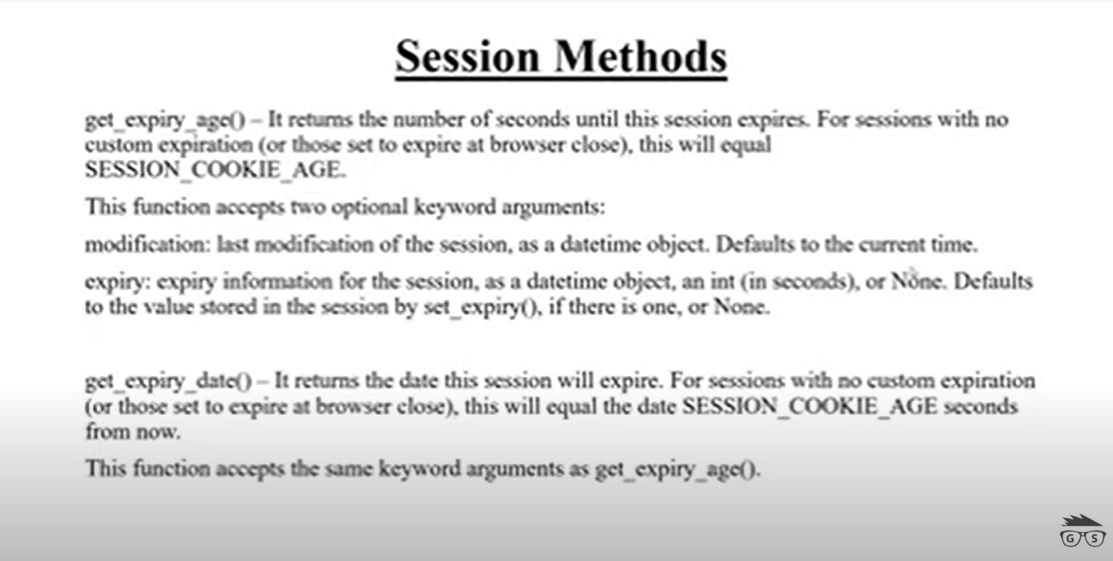 Session Methods
get_expiry_age() – It returns the number of seconds until this session expires. For sessions with no
custom expiration (or those set to expire at browser close), this will equal
SESSION_COOKIE_AGE.
This function accepts two optional keyword arguments:
modification: last modification of the session, as a datetime object. Defaults to the current time.
expiry: expiry information for the session, as a datetime object, an int (in seconds), or None. Defaults
to the value stored in the session by set_expiry(), if there is one, or None.
get_expiry_date() – It returns the date this session will expire. For sessions with no custom expiration
(or those set to expire at browser close), this will equal the date SESSION_COOKIE_AGE seconds
from now.
This function accepts the same keyword arguments as get_expiry_age().
G S